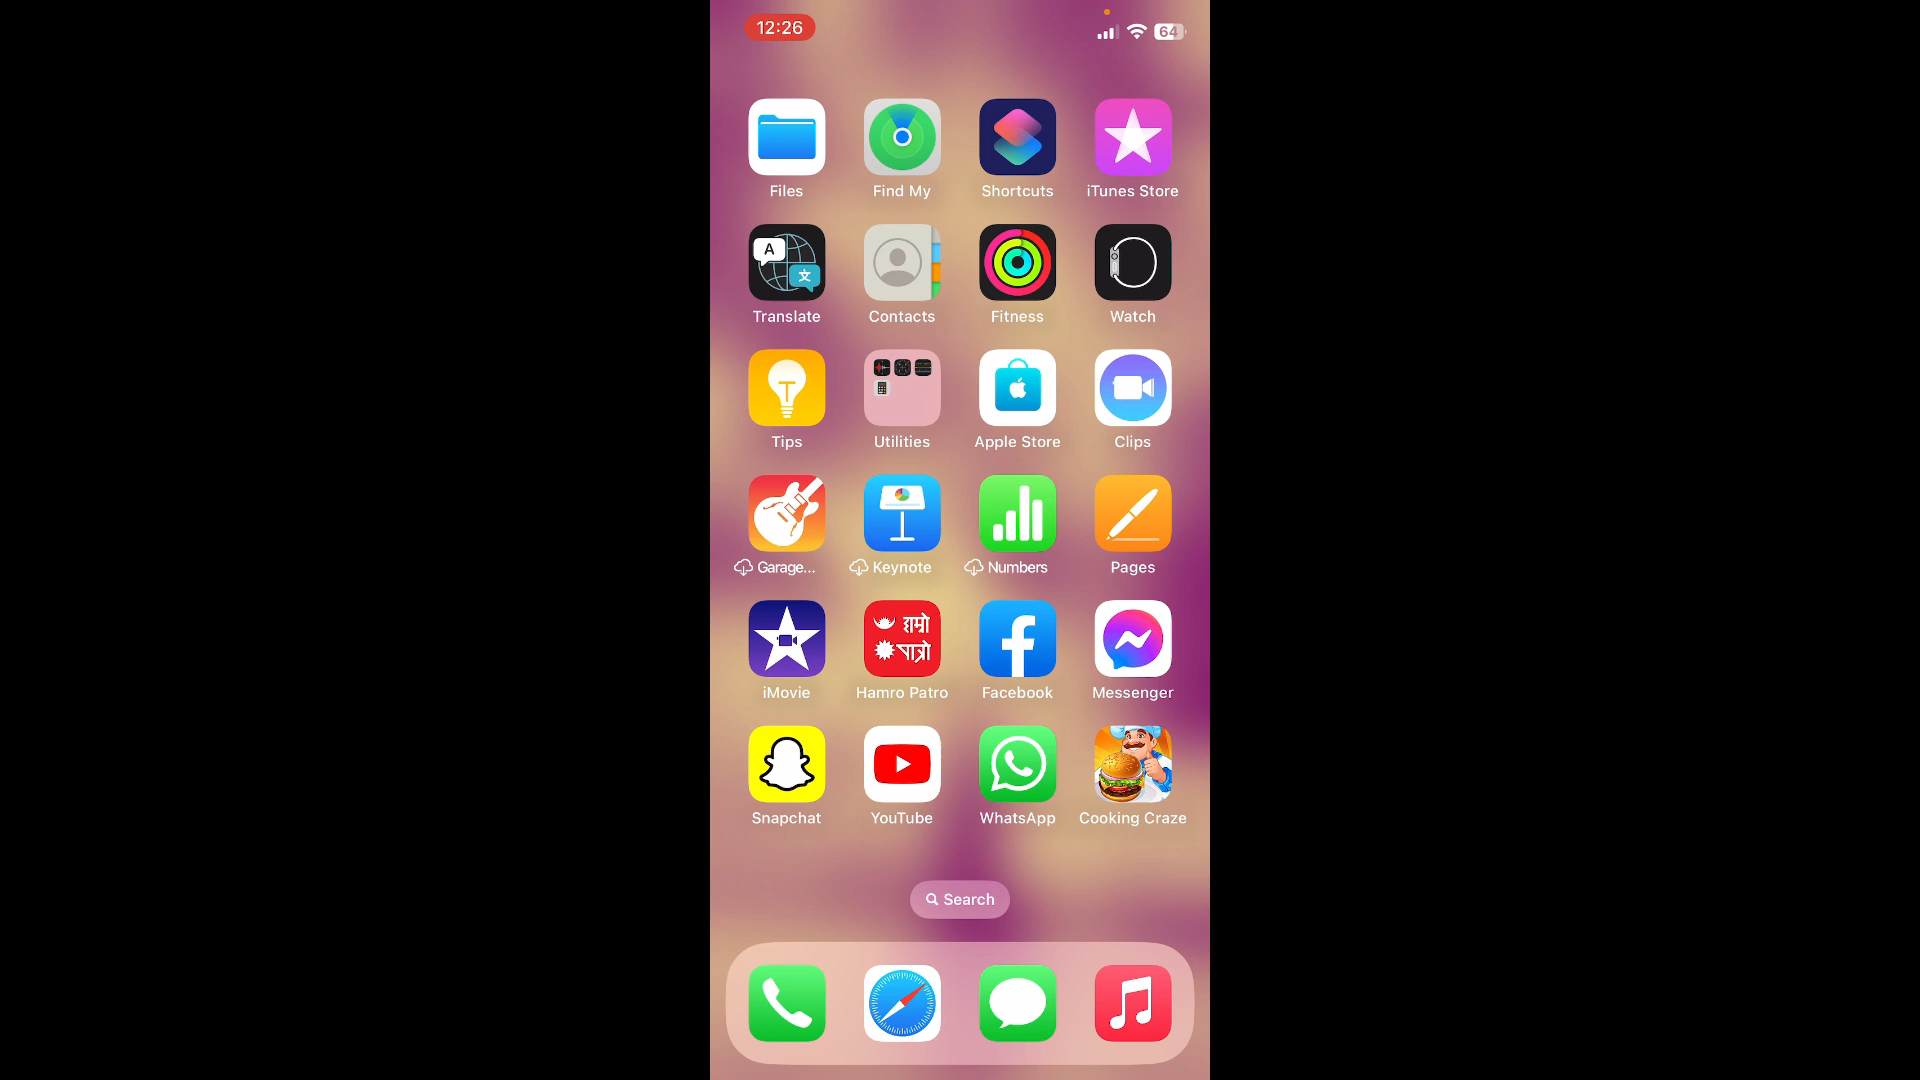 12:26
64
Files Find My Shortcuts iTunes Store
A
文
Translate Contacts Fitness Watch
Tips Utilities Apple Store Clips
Garage... Keynote Numbers Pages
हाम्रो
पात्रो
iMovie Hamro Patro Facebook Messenger
Snapchat YouTube WhatsApp Cooking Craze
Search